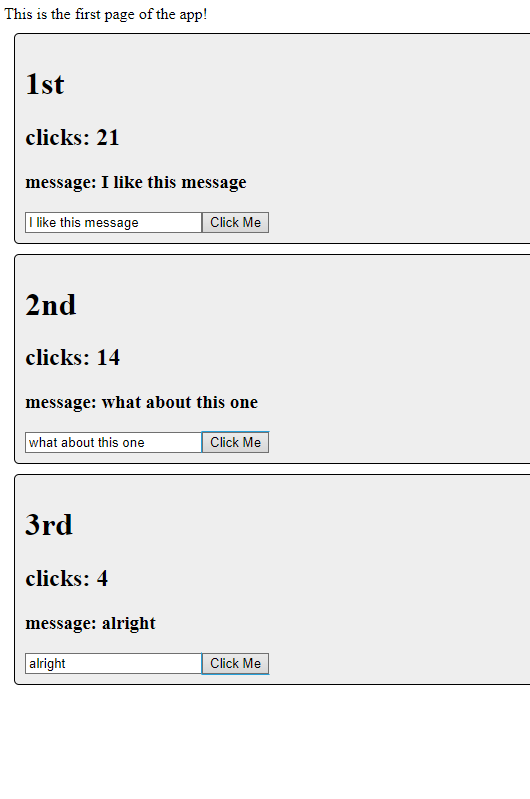 This is the first page of the app!
1st
clicks: 21
message: I like this message
I like this message Click Me
2nd
clicks: 14
message: what about this one
what about this one Click Me
3rd
clicks: 4
message: alright
alright Click Me